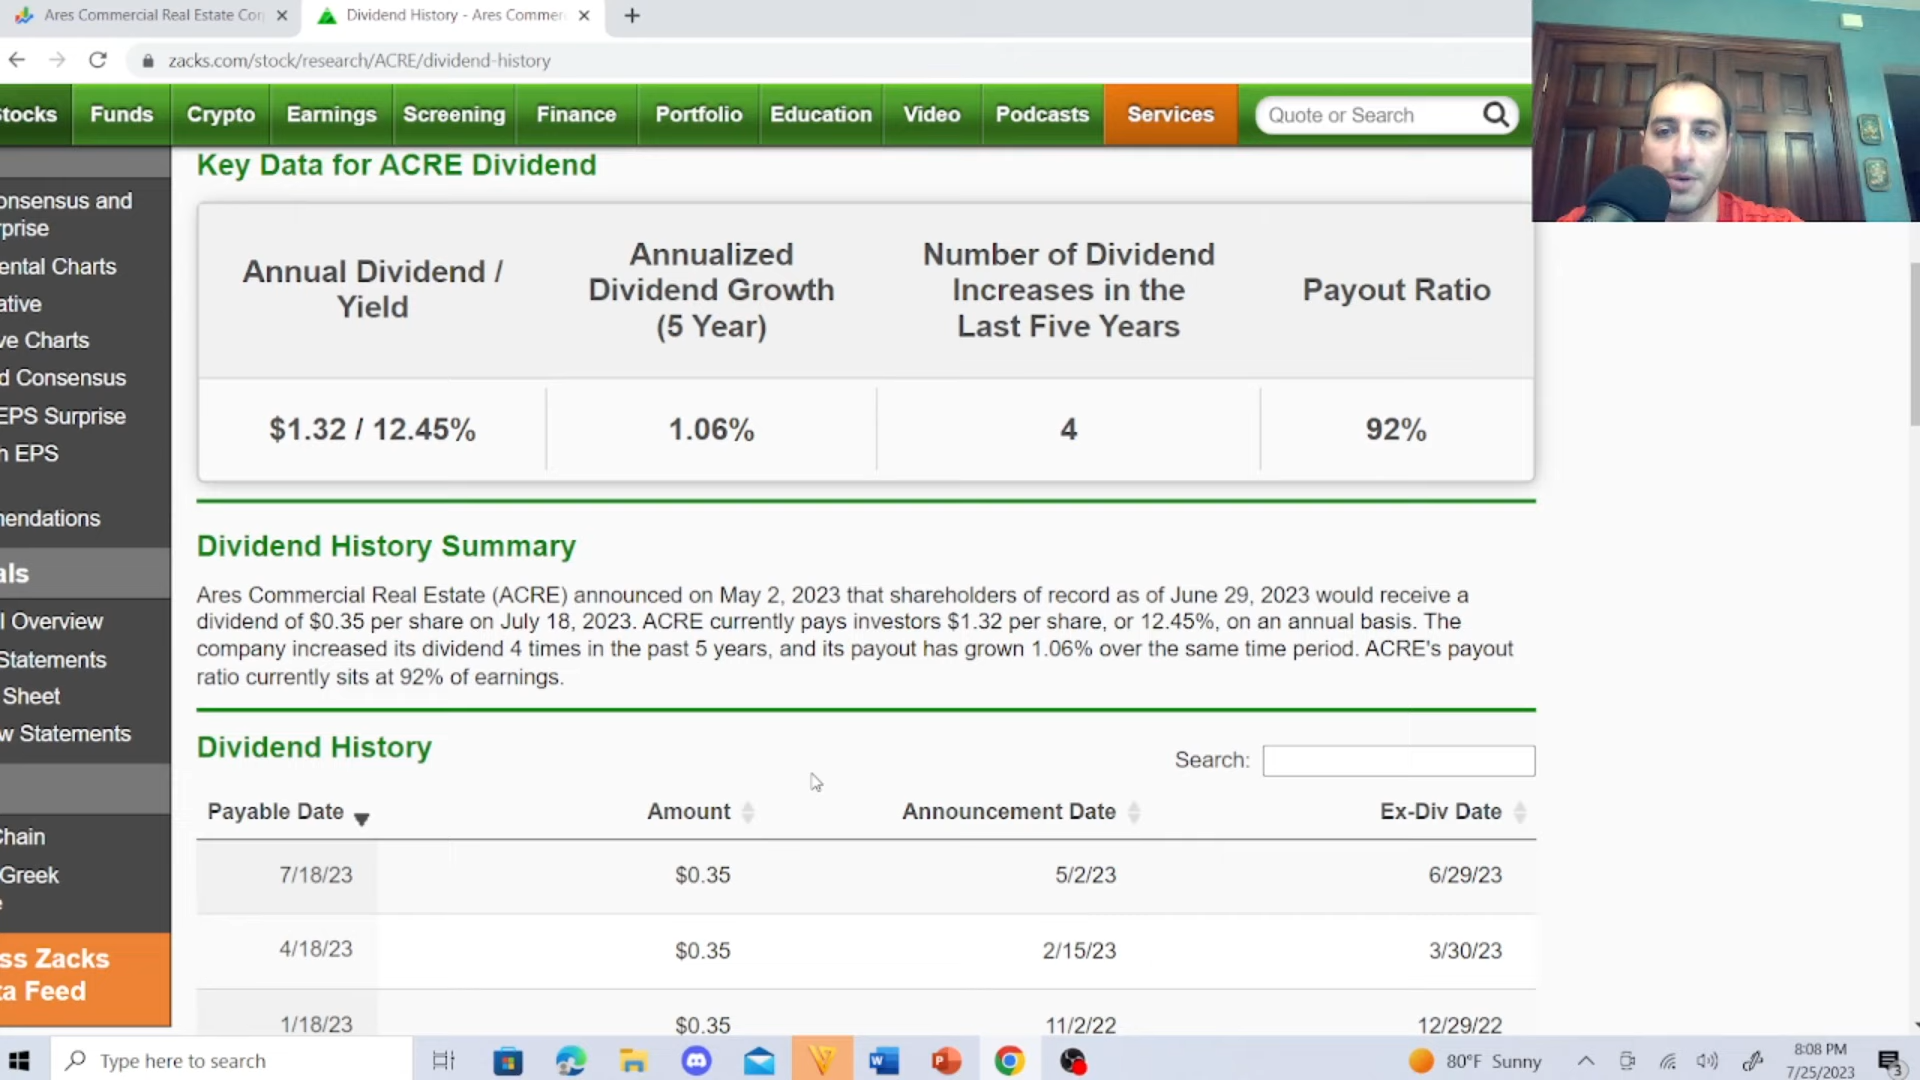 Ares Commercial Real Estate Cor
Dividend History - Ares Commer
zacks.com/stock/research/ACRE/dividend-history
tocks
Funds
Crypto
Earnings
Screening
Finance
Portfolio
Education
Video
Podcasts
Services
Quote or Search
onsensus and
prise
ental Charts
ative
ve Charts
d Consensus
EPS Surprise
h EPS
nendations
als
l Overview
Statements
Sheet
w Statements
Chain
Greek
e
ss Zacks
ta Feed
Key Data for ACRE Dividend
Annual Dividend /
Yield
Annualized
Dividend Growth
(5 Year)
Number of Dividend
Increases in the
Last Five Years
Payout Ratio
$1.32 / 12.45%
1.06%
4
92%
Dividend History Summary
Ares Commercial Real Estate (ACRE) announced on May 2, 2023 that shareholders of record as of June 29, 2023 would receive a
dividend of $0.35 per share on July 18, 2023. ACRE currently pays investors $1.32 per share, or 12.45%, on an annual basis. The
company increased its dividend 4 times in the past 5 years, and its payout has grown 1.06% over the same time period. ACRE's payout
ratio currently sits at 92% of earnings.
Dividend History
Search:
Payable Date Amount Announcement Date Ex-Div Date
7/18/23 $0.35 5/2/23 6/29/23
4/18/23 $0.35 2/15/23 3/30/23
1/18/23 $0.35 11/2/22 12/29/22
Type here to search
80°F Sunny
8:08 PM
7/25/2023
3